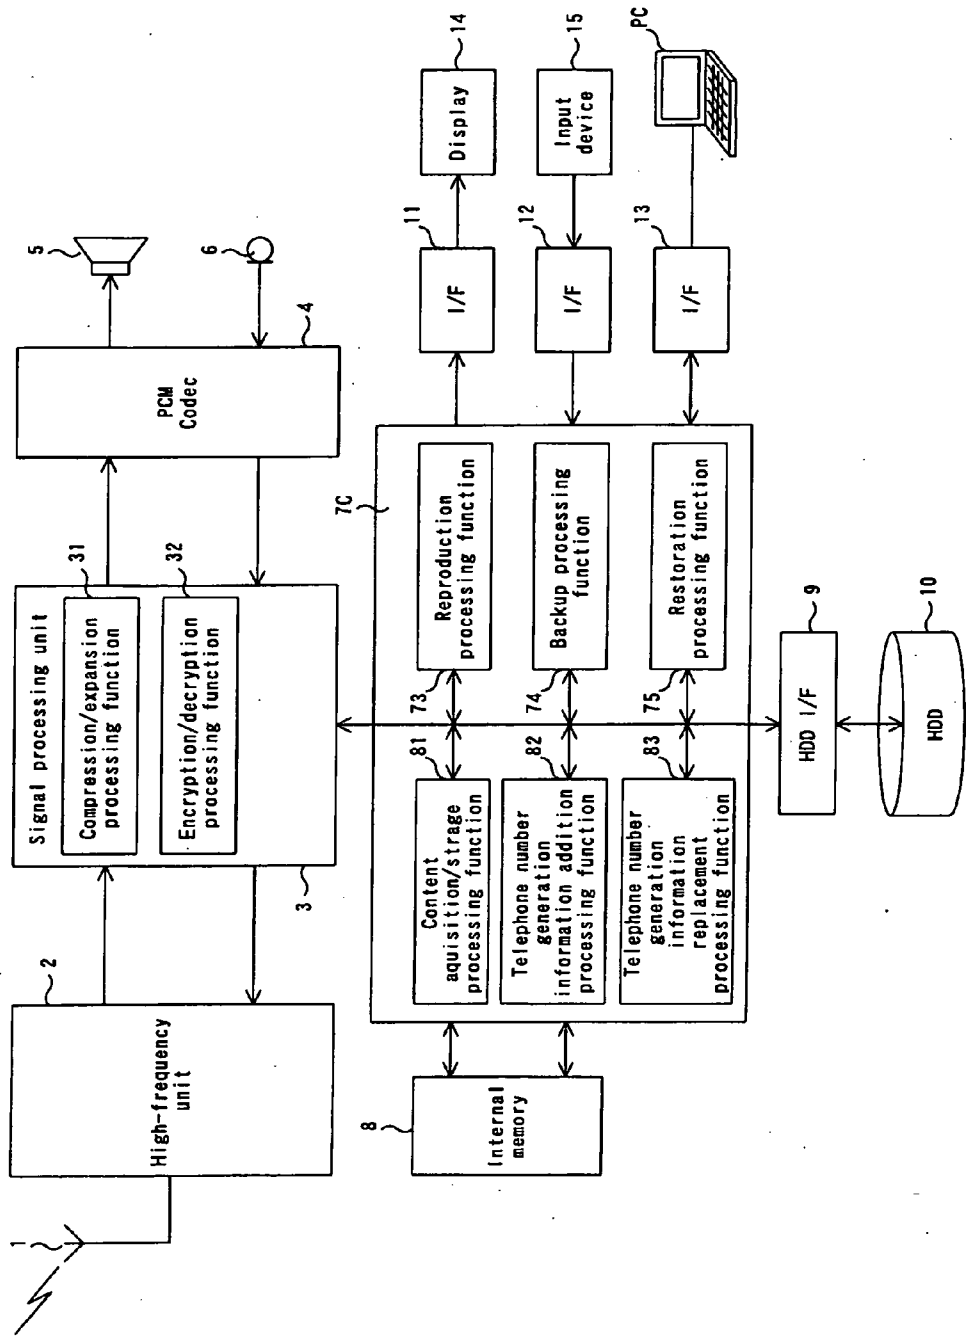 1
2
High-frequency
unit
3
Signal processing unit
31
Compression/expansion
processing function
32
Encryption/decryption
processing function
4
PCM
Codec
5
6
7C
8
Internal
memory
81
Content
aquisition/strage
processing function
82
Telephone number
generation
information addition
processing function
83
Telephone number
generation
information
replacement
processing function
73
Reproduction
processing function
74
Backup processing
function
75
Restoration
processing function
11
I/F
12
I/F
13
I/F
14
Display
15
Input
device
PC
9
HDD I/F
10
HDD